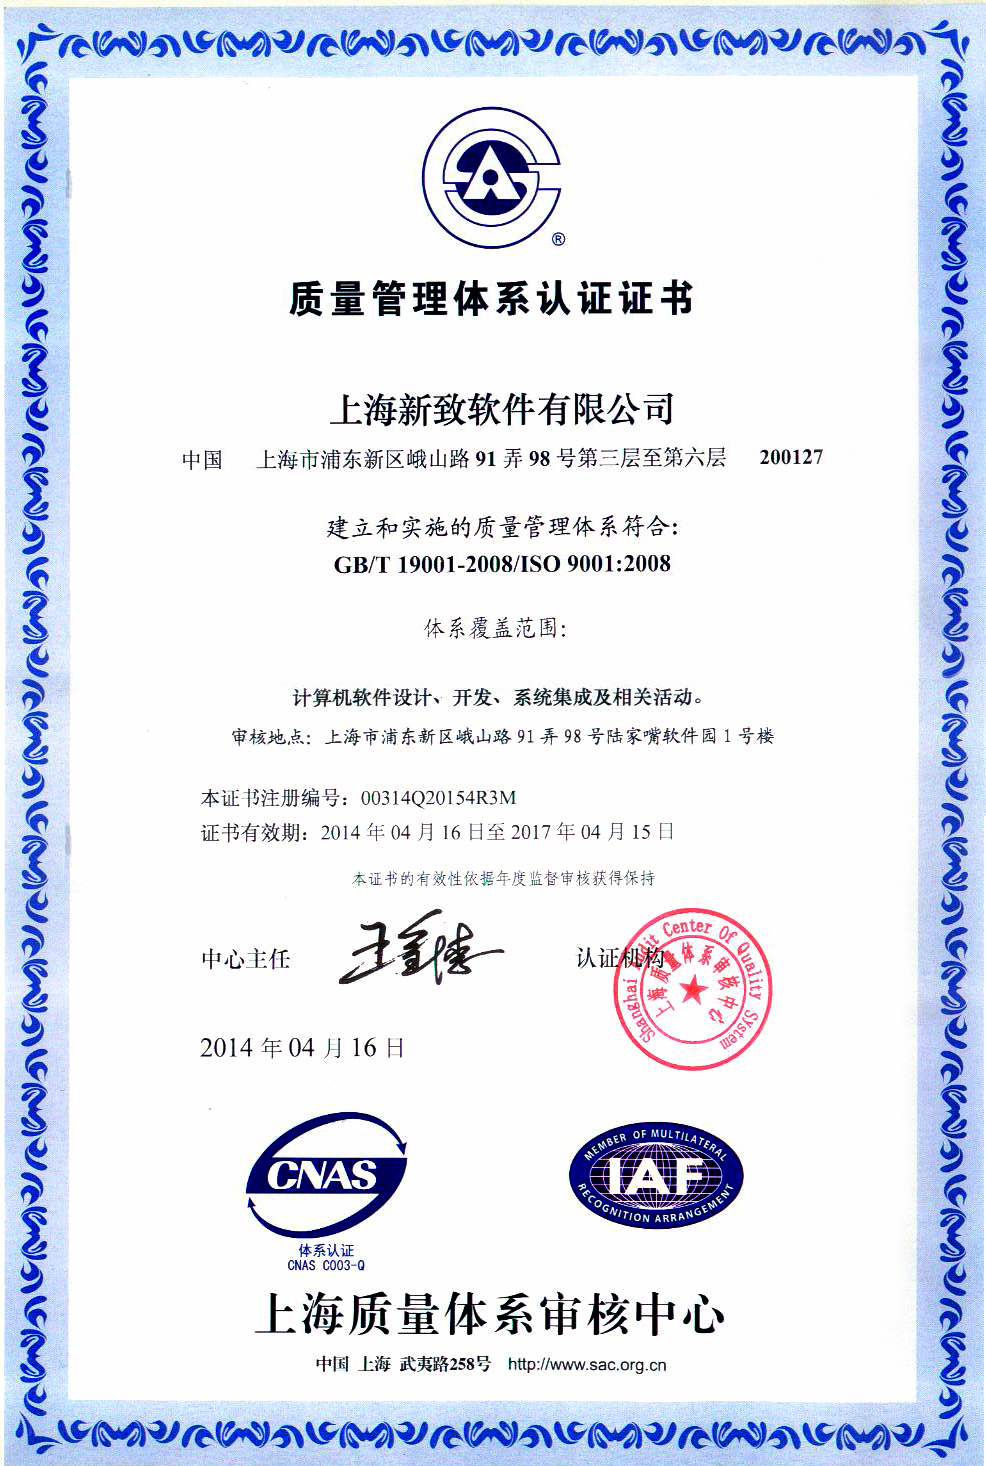 ®
质量管理体系认证证书
上海新致软件有限公司
中国 上海市浦东新区峨山路 91 弄 98 号第三层至第六层 200127
建立和实施的质量管理体系符合：
GB/T 19001-2008/ISO 9001:2008
体系覆盖范围：
计算机软件设计、开发、系统集成及相关活动。
审核地点：上海市浦东新区峨山路 91 弄 98 号陆家嘴软件园 1 号楼
本证书注册编号：00314Q20154R3M
证书有效期：2014 年 04 月 16 日至 2017 年 04 月 15 日
本证书的有效性依据年度监督审核获得保持
中心主任
认证机构
Shanghai Audit Center Of Quality System
上海质量体系审核中心
2014 年 04 月 16 日
CNAS
体系认证
CNAS C003-Q
MEMBER OF MULTILATERAL
IAF
RECOGNITION ARRANGEMENT
上海质量体系审核中心
中国 上海 武夷路258号 http://www.sac.org.cn